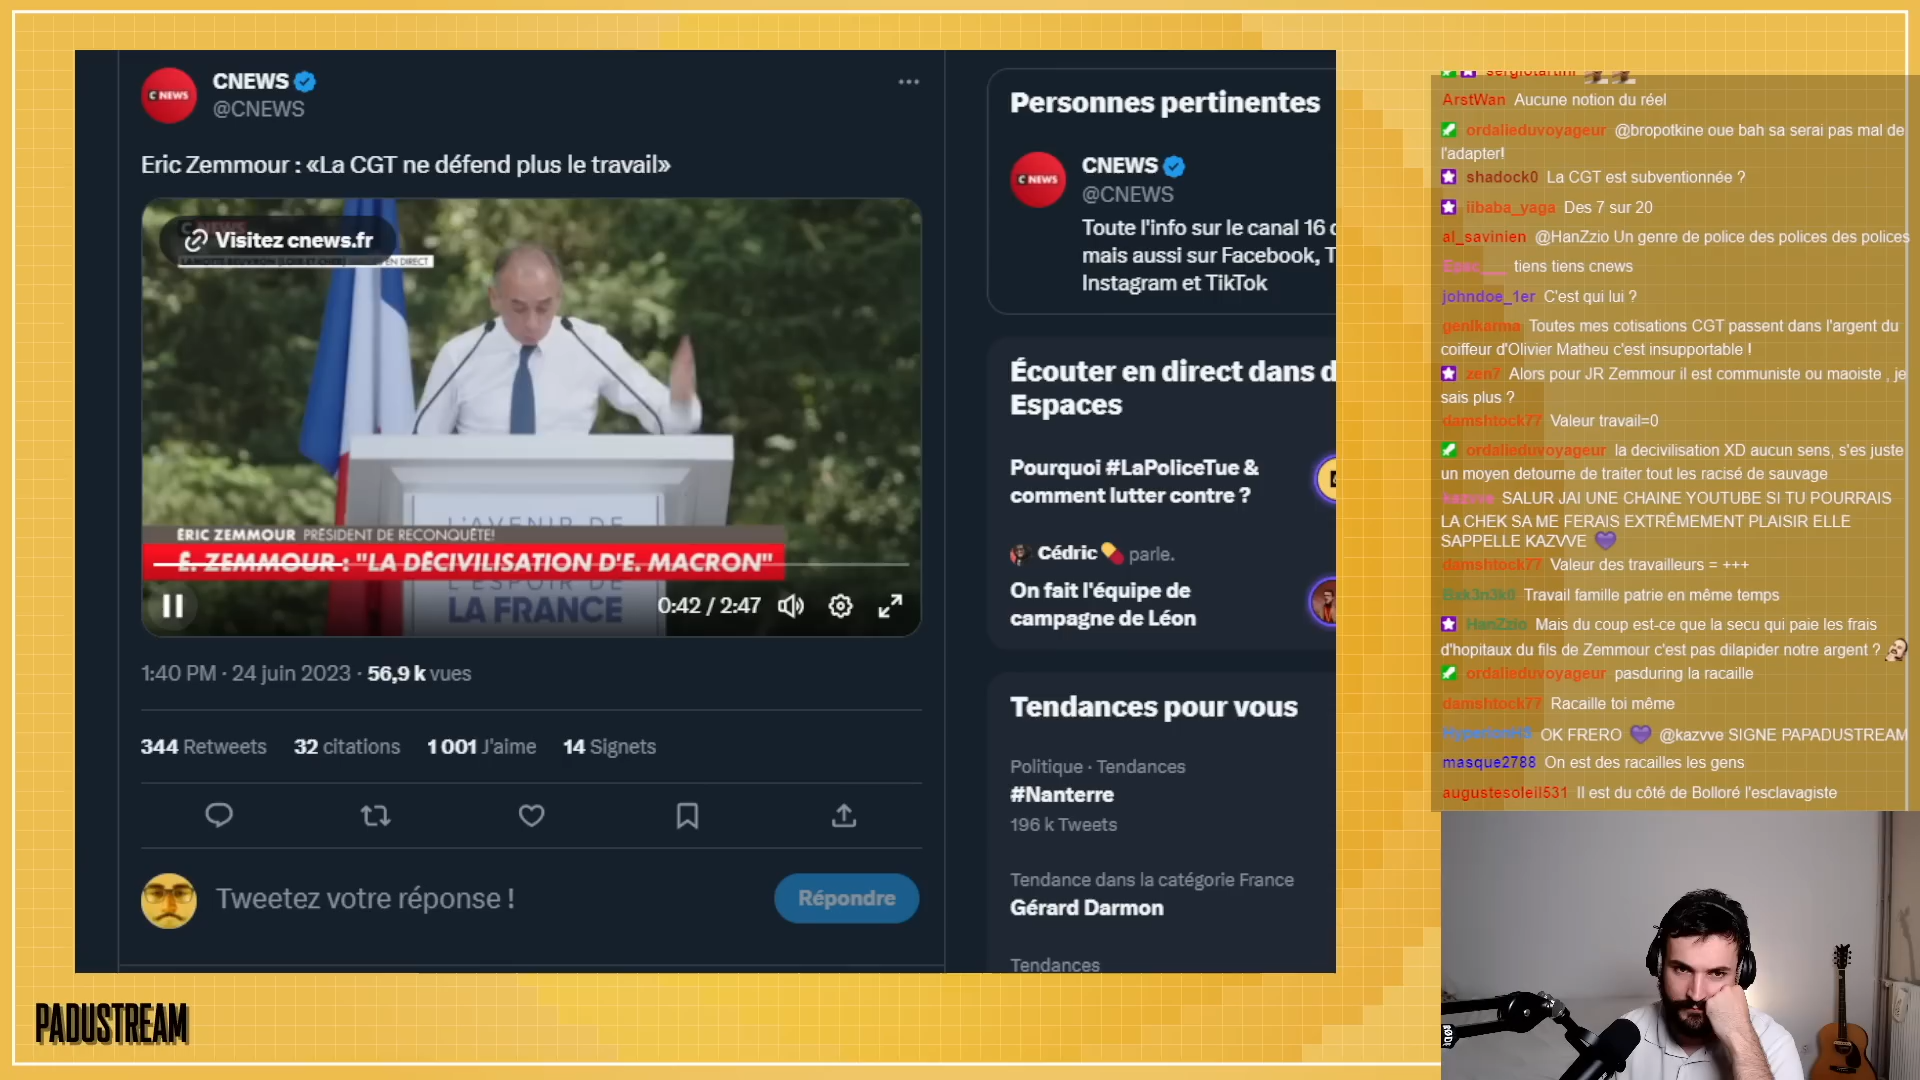 CNEWS
@CNEWS
Eric Zemmour : «La CGT ne défend plus le travail»
Visitez cnews.fr
EN DIRECT
L'AVENIR DE
ÉRIC ZEMMOUR PRÉSIDENT DE RECONQUÊTE!
É. ZEMMOUR : "LA DÉCIVILISATION D'E. MACRON"
L'ESPOIR DE
LA FRANCE
0:42 / 2:47
1:40 PM · 24 juin 2023 · 56,9 k vues
344 Retweets 32 citations 1 001 J'aime 14 Signets
Tweetez votre réponse !
Répondre
Personnes pertinentes
CNEWS
CNEWS
@CNEWS
Toute l'info sur le canal 16 d
mais aussi sur Facebook, T
Instagram et TikTok
Écouter en direct dans d
Espaces
Pourquoi #LaPoliceTue &
comment lutter contre ?
Cédric parle.
On fait l'équipe de
campagne de Léon
Tendances pour vous
Politique · Tendances
#Nanterre
196 k Tweets
Tendance dans la catégorie France
Gérard Darmon
Tendances
ArstWan Aucune notion du réel
ordalieduvoyageur @bropotkine oue bah sa serai pas mal de
l'adapter!
shadock0 La CGT est subventionnée ?
iibaba_yaga Des 7 sur 20
al_savinien @HanZzio Un genre de police des polices des polices
tiens tiens cnews
johndoe_1er C'est qui lui ?
genikarma Toutes mes cotisations CGT passent dans l'argent du
coiffeur d'Olivier Matheu c'est insupportable !
zen7 Alors pour JR Zemmour il est communiste ou maoiste , je
sais plus ?
damshtock77 Valeur travail=0
ordalieduvoyageur la decivilisation XD aucun sens, s'es juste
un moyen detourne de traiter tout les racisé de sauvage
kazvve SALUR JAI UNE CHAINE YOUTUBE SI TU POURRAIS
LA CHEK SA ME FERAIS EXTRÊMEMENT PLAISIR ELLE
SAPPELLE KAZVVE
damshtock77 Valeur des travailleurs = +++
Travail famille patrie en même temps
HanZzio Mais du coup est-ce que la secu qui paie les frais
d'hopitaux du fils de Zemmour c'est pas dilapider notre argent ?
ordalieduvoyageur pasduring la racaille
damshtock77 Racaille toi même
OK FRERO @kazvve SIGNE PAPADUSTREAM
masque2788 On est des racailles les gens
augustesoleil531 Il est du côté de Bolloré l'esclavagiste
PADUSTREAM